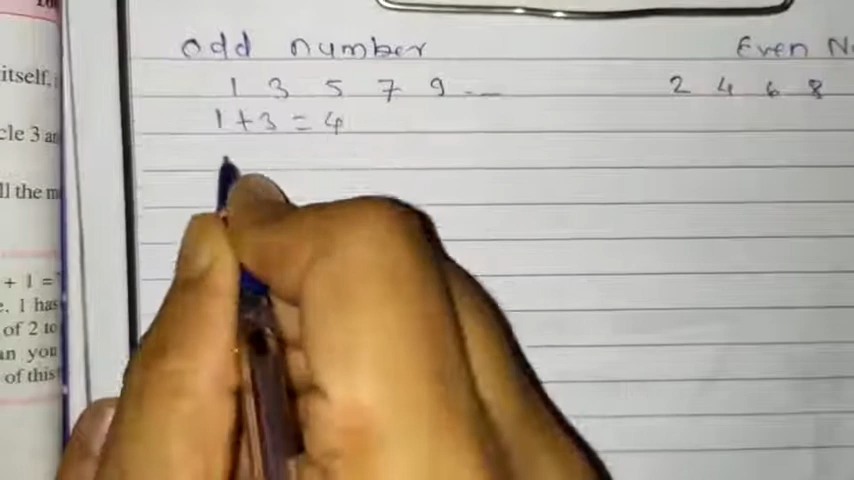 itself,
cle 3 an
ll the m
+ 1 =
e. 1 has
of 2 to
an you
of this
odd number
1 3 5 7 9 ---
1 + 3 = 4
Even N
2 4 6 8